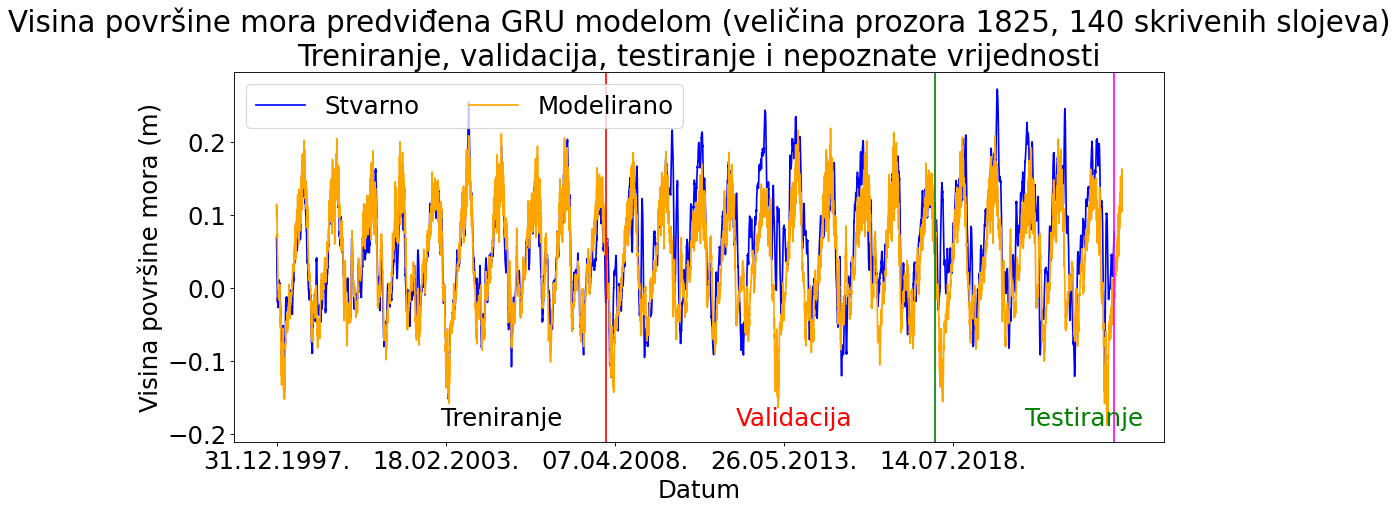 Visina površine mora predviđena GRU modelom (veličina prozora 1825, 140 skrivenih slojeva)
Treniranje, validacija, testiranje i nepoznate vrijednosti
Stvarno
Modelirano
Visina površine mora (m)
0.2
0.1
0.0
−0.1
−0.2
Treniranje
Validacija
Testiranje
31.12.1997.
18.02.2003.
07.04.2008.
26.05.2013.
14.07.2018.
Datum